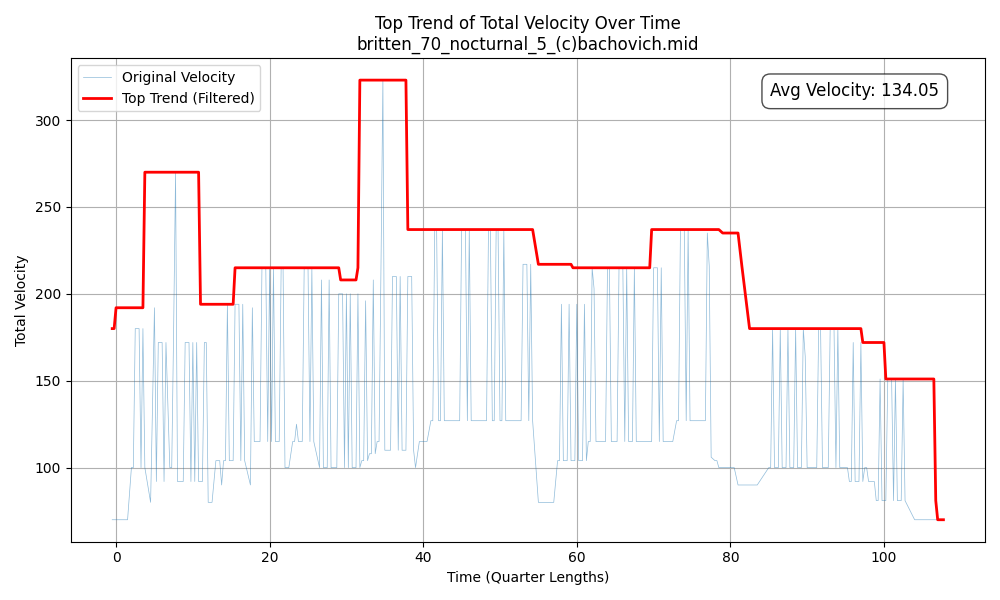 Top Trend of Total Velocity Over Time
britten_70_nocturnal_5_(c)bachovich.mid
Original Velocity
Top Trend (Filtered)
Avg Velocity: 134.05
Total Velocity
300
250
200
150
100
0 20 40 60 80 100
Time (Quarter Lengths)